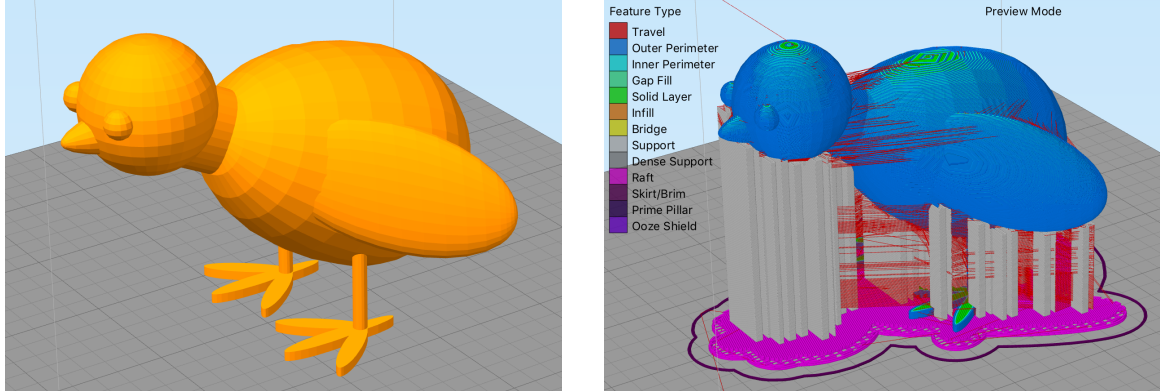 Feature Type
Preview Mode
Travel
Outer Perimeter
Inner Perimeter
Gap Fill
Solid Layer
Infill
Bridge
Support
Dense Support
Raft
Skirt/Brim
Prime Pillar
Ooze Shield